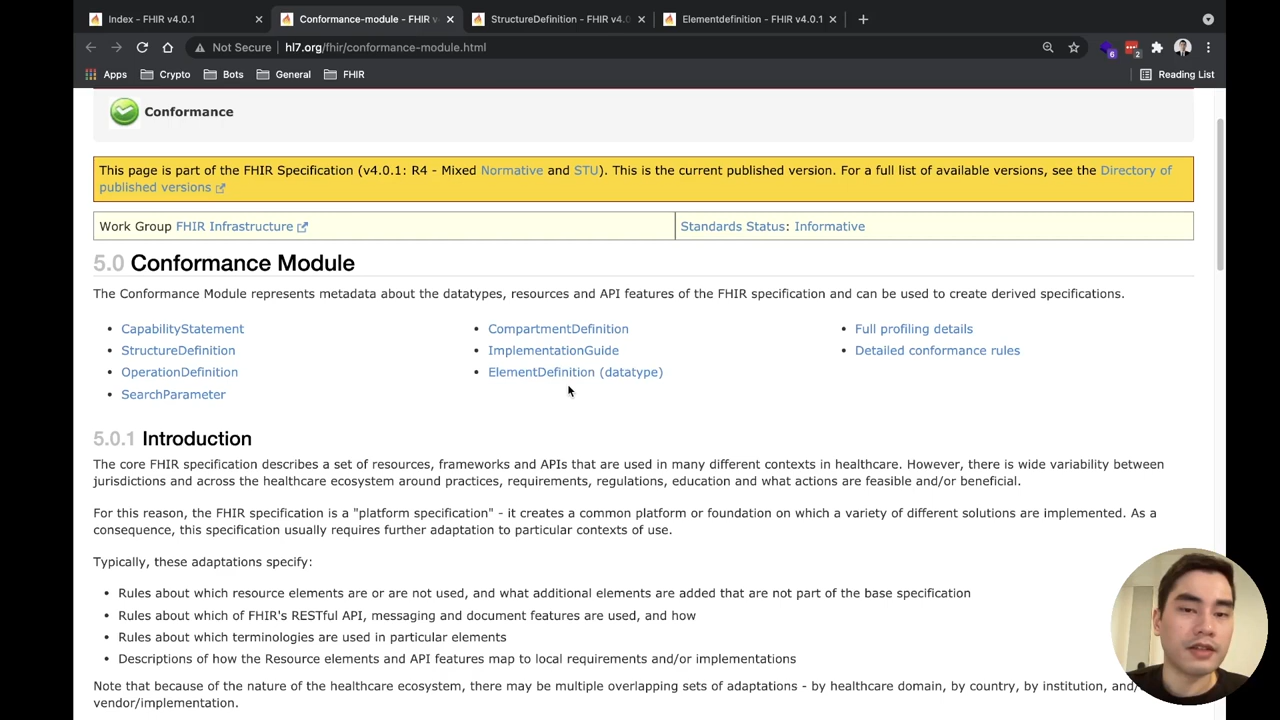 Index - FHIR v4.0.1
Conformance-module - FHIR v
StructureDefinition - FHIR v4.0
Elementdefinition - FHIR v4.0.1
Not Secure
hl7.org/fhir/conformance-module.html
6
2
Apps
Crypto
Bots
General
FHIR
Reading List
Conformance
This page is part of the FHIR Specification (v4.0.1: R4 - Mixed Normative and STU). This is the current published version. For a full list of available versions, see the Directory of
published versions
Work Group FHIR Infrastructure
Standards Status: Informative
5.0 Conformance Module
The Conformance Module represents metadata about the datatypes, resources and API features of the FHIR specification and can be used to create derived specifications.
• CapabilityStatement
• StructureDefinition
• OperationDefinition
• SearchParameter
• CompartmentDefinition
• ImplementationGuide
• ElementDefinition (datatype)
• Full profiling details
• Detailed conformance rules
5.0.1 Introduction
The core FHIR specification describes a set of resources, frameworks and APIs that are used in many different contexts in healthcare. However, there is wide variability between
jurisdictions and across the healthcare ecosystem around practices, requirements, regulations, education and what actions are feasible and/or beneficial.
For this reason, the FHIR specification is a "platform specification" - it creates a common platform or foundation on which a variety of different solutions are implemented. As a
consequence, this specification usually requires further adaptation to particular contexts of use.
Typically, these adaptations specify:
• Rules about which resource elements are or are not used, and what additional elements are added that are not part of the base specification
• Rules about which of FHIR's RESTful API, messaging and document features are used, and how
• Rules about which terminologies are used in particular elements
• Descriptions of how the Resource elements and API features map to local requirements and/or implementations
Note that because of the nature of the healthcare ecosystem, there may be multiple overlapping sets of adaptations - by healthcare domain, by country, by institution, and/
vendor/implementation.